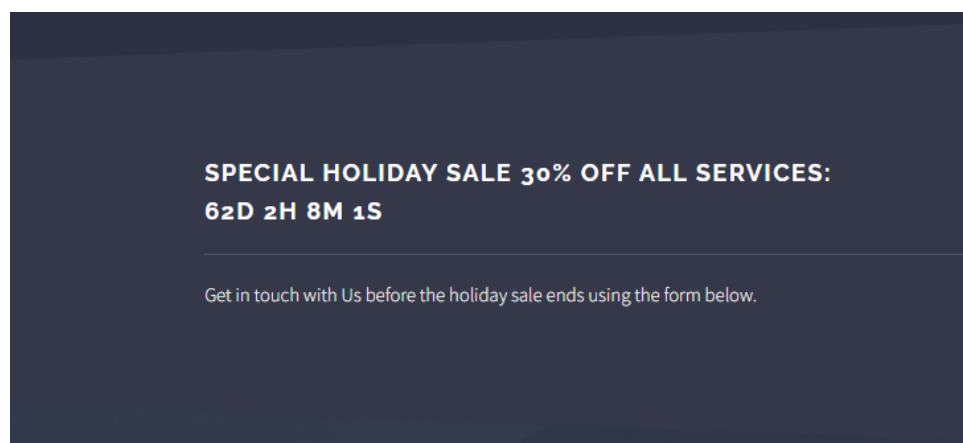 SPECIAL HOLIDAY SALE 30% OFF ALL SERVICES:
62D 2H 8M 1S
Get in touch with Us before the holiday sale ends using the form below.